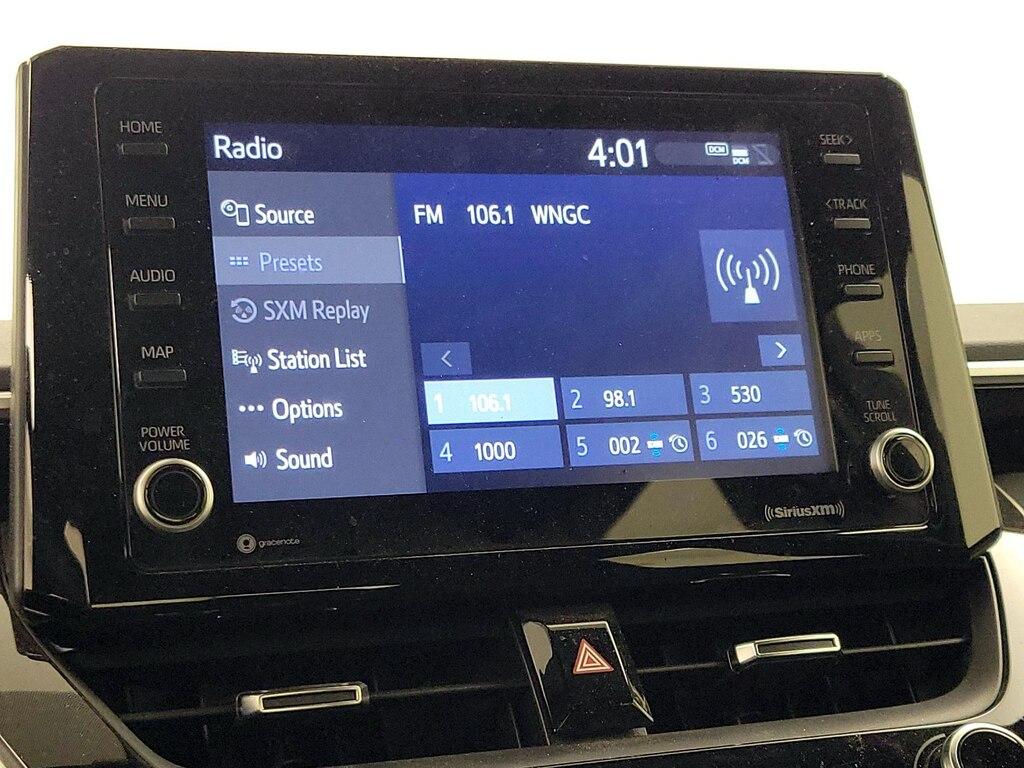 HOME
MENU
AUDIO
MAP
POWER
VOLUME
Radio
4:01
DCM
DCM
Source
Presets
SXM Replay
Station List
Options
Sound
FM 106.1 WNGC
<
>
1 106.1
2 98.1
3 530
4 1000
5 002
6 026
SEEK>
<TRACK
PHONE
APPS
TUNE
SCROLL
gracenote
((SiriusXM))